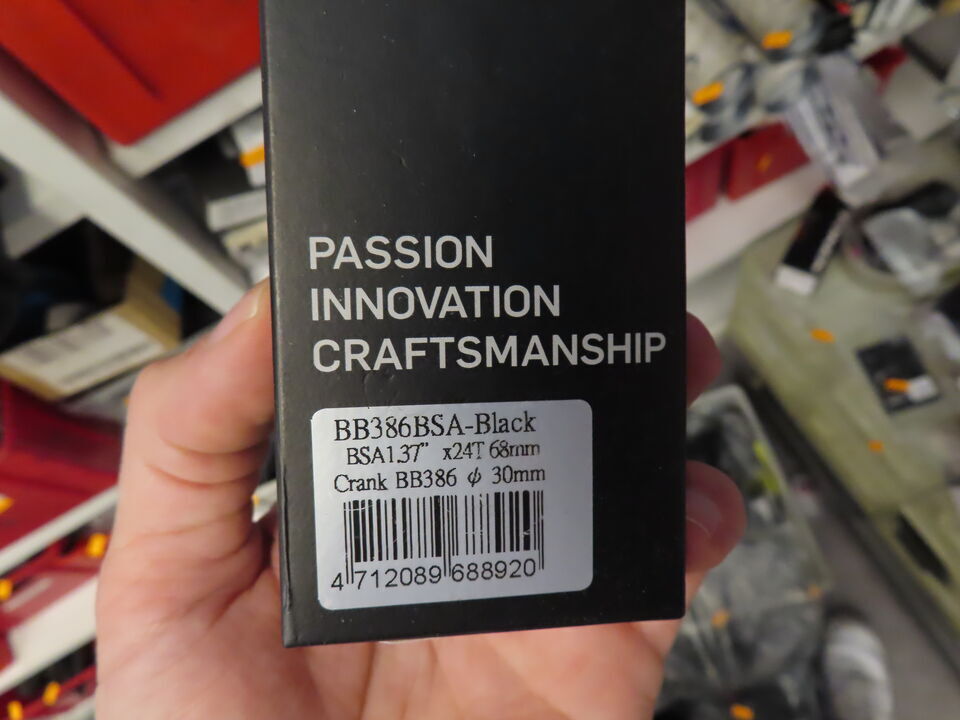 PASSION
INNOVATION
CRAFTSMANSHIP
BB386BSA-Black
BSA1.37" x24T 68mm
Crank BB386 ϕ 30mm
4 712089 688920